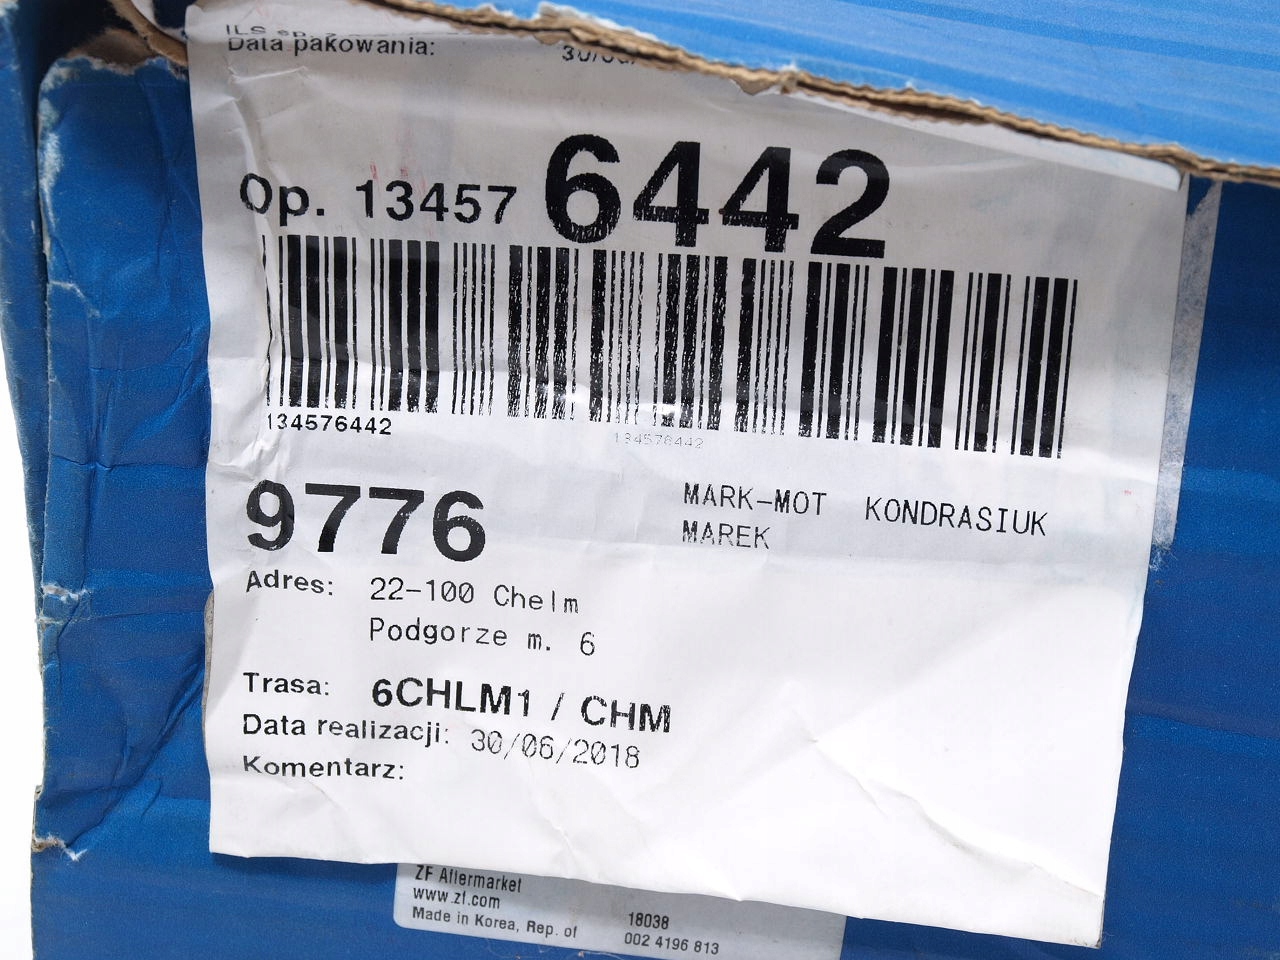 Data pakowania:
Op. 13457 6442
134576442
134576442
9776
MARK-MOT KONDRASIUK
MAREK
Adres: 22-100 Chelm
Podgorze m. 6
Trasa: 6CHLM1 / CHM
Data realizacji: 30/06/2018
Komentarz:
ZF Aftermarket
www.zf.com
Made in Korea, Rep. of
18038
002 4196 813